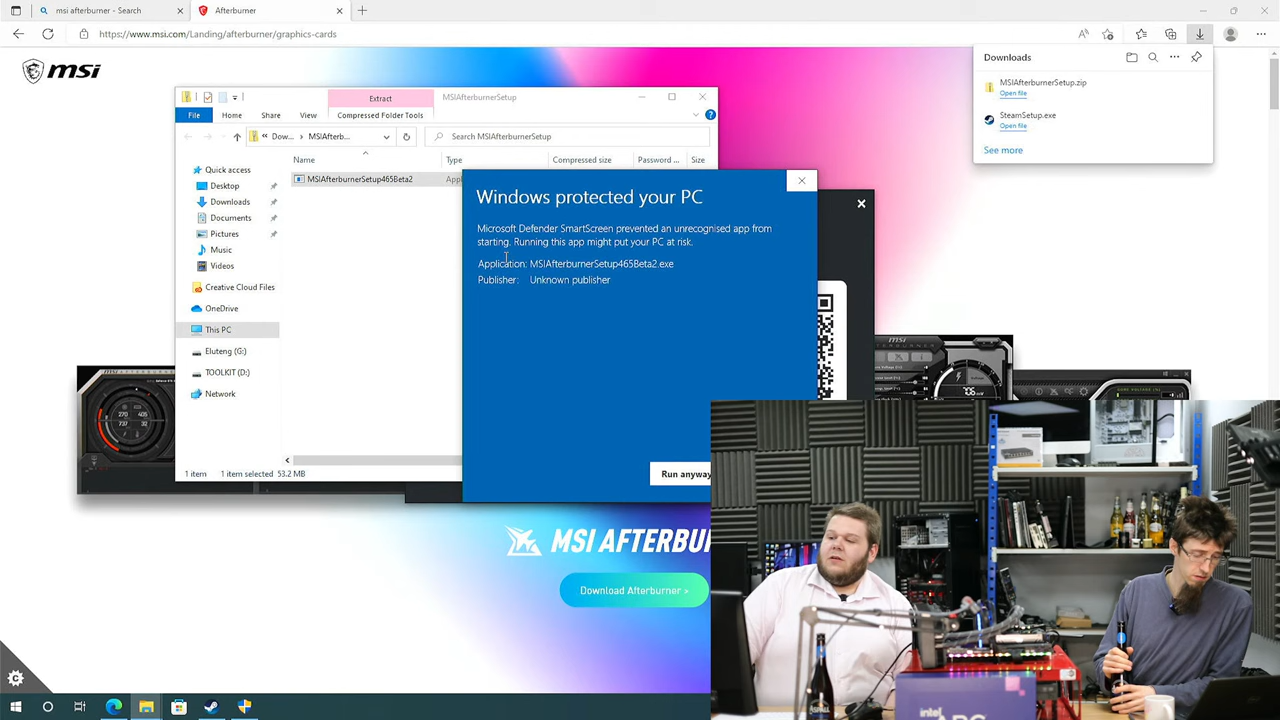 msi afterburner - Search
Afterburner
https://www.msi.com/Landing/afterburner/graphics-cards
Downloads
MSIAfterburnerSetup.zip
Open file
SteamSetup.exe
Open file
See more
msi
Extract
MSIAfterburnerSetup
File
Home
Share
View
Compressed Folder Tools
« Dow... › MSIAfterb...
Search MSIAfterburnerSetup
Name
Type
Compressed size
Password ...
Size
Quick access
Desktop
Downloads
Documents
Pictures
Music
Videos
Creative Cloud Files
OneDrive
This PC
Eluteng (G:)
TOOLKIT (D:)
Network
MSIAfterburnerSetup465Beta2
Appl
1 item
1 item selected 53.2 MB
Windows protected your PC
Microsoft Defender SmartScreen prevented an unrecognised app from
starting. Running this app might put your PC at risk.
Application: MSIAfterburnerSetup465Beta2.exe
Publisher: Unknown publisher
Run anyway
MSI AFTERBUR
Download Afterburner >
intel
ARC